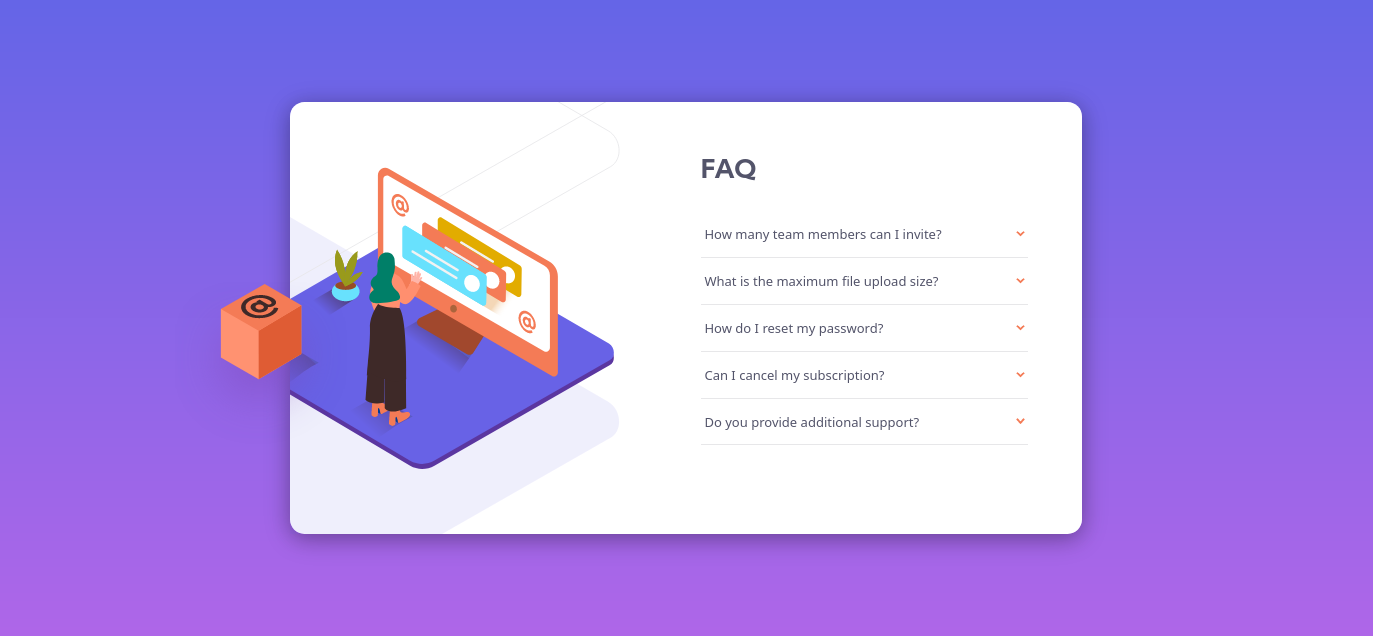 FAQ
How many team members can I invite?
What is the maximum file upload size?
How do I reset my password?
Can I cancel my subscription?
Do you provide additional support?
@
@
@